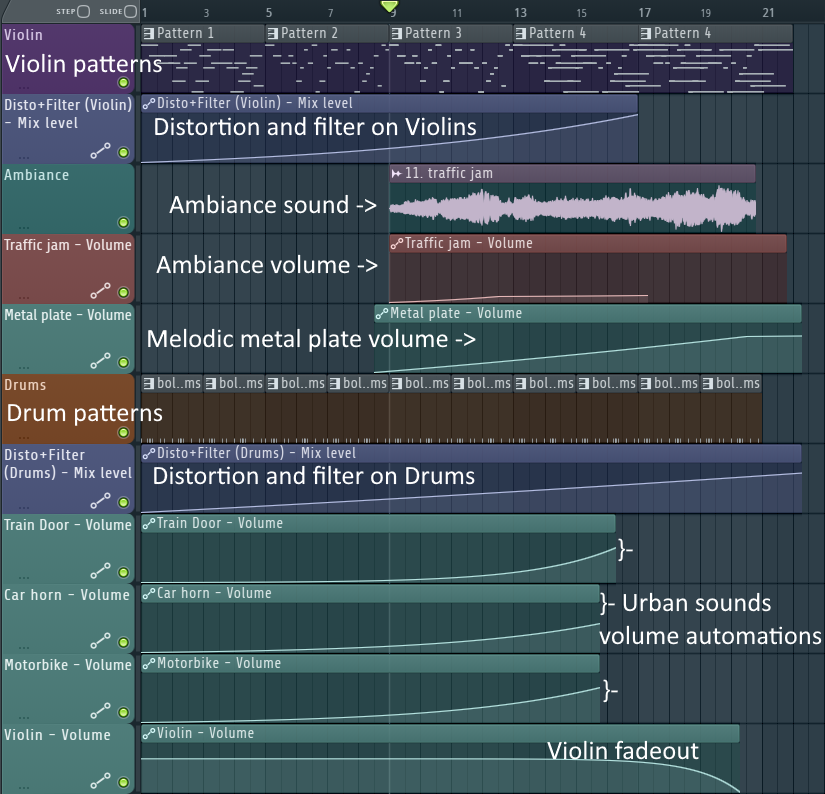 STEP SLIDE 1 3 5 7 9 11 13 15 17 19 21
Violin
Pattern 1 Pattern 2 Pattern 3 Pattern 4 Pattern 4
Violin patterns
Disto+Filter (Violin)
- Mix level
Disto+Filter (Violin) - Mix level
Distortion and filter on Violins
Ambiance
11. traffic jam
Ambiance sound ->
Traffic jam - Volume
Traffic jam - Volume
Ambiance volume ->
Metal plate - Volume
Metal plate - Volume
Melodic metal plate volume ->
Drums
bol..ms bol..ms bol..ms bol..ms bol..ms bol..ms bol..ms bol..ms bol..ms bol..ms
Drum patterns
Disto+Filter
(Drums) - Mix level
Disto+Filter (Drums) - Mix level
Distortion and filter on Drums
Train Door - Volume
Train Door - Volume
}-
Car horn - Volume
Car horn - Volume
}- Urban sounds
volume automations
Motorbike - Volume
Motorbike - Volume
}-
Violin - Volume
Violin - Volume
Violin fadeout